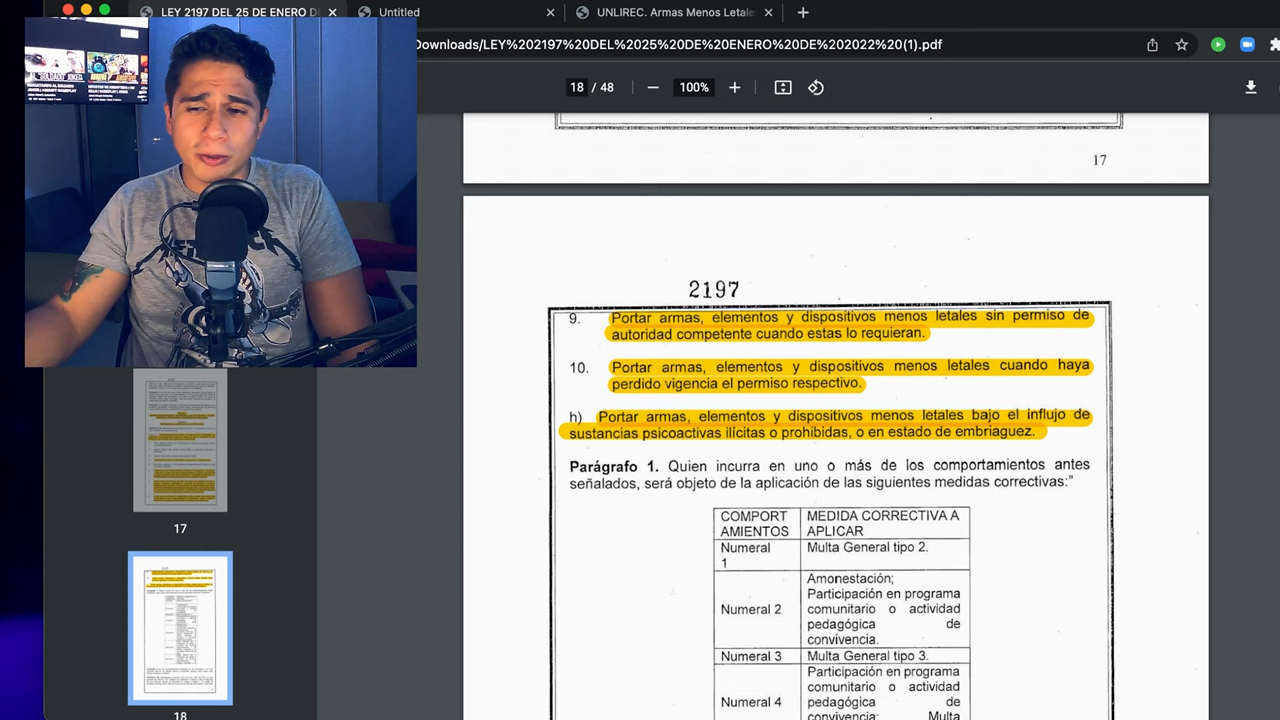 LEY 2197 DEL 25 DE ENERO D
Untitled
UNLIREC. Armas Menos Letale
Downloads/LEY%202197%20DEL%2025%20DE%20ENERO%20DE%202022%20(1).pdf
18 / 48
100%
17
2197
9. Portar armas, elementos y dispositivos menos letales sin permiso de
autoridad competente cuando estas lo requieran.
10. Portar armas, elementos y dispositivos menos letales cuando haya
perdido vigencia el permiso respectivo.
h) Portar armas, elementos y dispositivos menos letales bajo el influjo de
sustancias psicoactivas ilicitas o prohibidas o en estado de embriaguez.
Parágrafo 1. Quien incurra en uno o más de los comportamientos antes
señalados, será objeto de la aplicación de las siguientes medidas correctivas:"
COMPORT
AMIENTOS
MEDIDA CORRECTIVA A
APLICAR
Numeral
1
Multa General tipo 2.
Numeral 2
Amonestación.
Participación en programa
comunitario o actividad
pedagógica de
convivencia.
Numeral 3
Multa General tipo 3.
Numeral 4
Participación en programa
comunitario o actividad
pedagógica de
convivencia; Multa
17
18